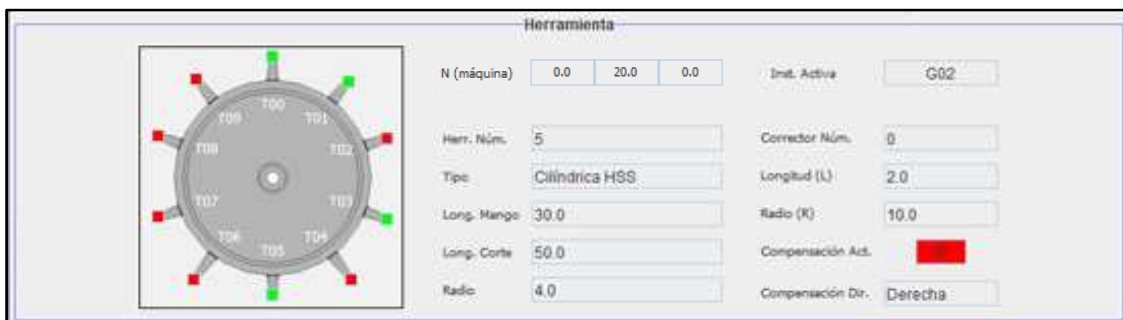 Herramienta
N (máquina) 0.0 20.0 0.0 Inst. Activa G02
T00
T09 T01
T08 T02
T07 T03
T06 T04
T05
Herr. Núm. 5 Corrector Núm. 0
Tipo Cilíndrica HSS Longitud (L) 2.0
Long. Mango 30.0 Radio (R) 10.0
Long. Corte 50.0 Compensación Act.
Radio 4.0 Compensación Dir. Derecha